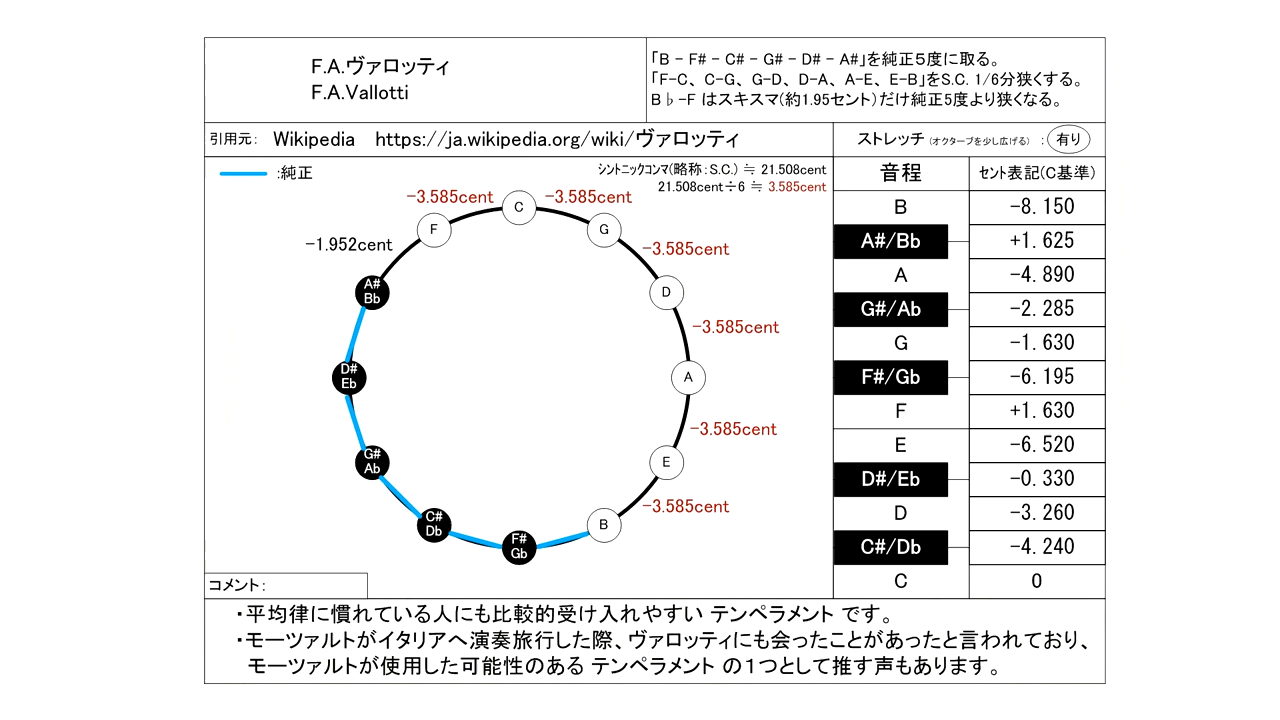 F.A.ヴァロッティ
F.A.Vallotti
「B - F# - C# - G# - D# - A#」を純正５度に取る。
「F-C、 C-G、 G-D、 D-A、 A-E、 E-B」をS.C. 1/6分狭くする。
B♭-F はスキスマ(約1.95セント)だけ純正5度より狭くなる。
引用元: Wikipedia https://ja.wikipedia.org/wiki/ヴァロッティ
ストレッチ (オクターブを少し広げる) : 有り
:純正
シントニックコンマ(略称:S.C.) ≒ 21.508cent
21.508cent÷6 ≒ 3.585cent
-3.585cent
C
-3.585cent
F
G
-1.952cent
-3.585cent
A#
Bb
D
-3.585cent
D#
Eb
A
-3.585cent
G#
Ab
E
-3.585cent
C#
Db
B
F#
Gb
音程 セント表記(C基準)
B -8.150
A#/Bb +1.625
A -4.890
G#/Ab -2.285
G -1.630
F#/Gb -6.195
F +1.630
E -6.520
D#/Eb -0.330
D -3.260
C#/Db -4.240
C 0
コメント:
・平均律に慣れている人にも比較的受け入れやすい テンペラメント です。
・モーツァルトがイタリアへ演奏旅行した際、ヴァロッティにも会ったことがあったと言われており、
モーツァルトが使用した可能性のある テンペラメント の１つとして推す声もあります。